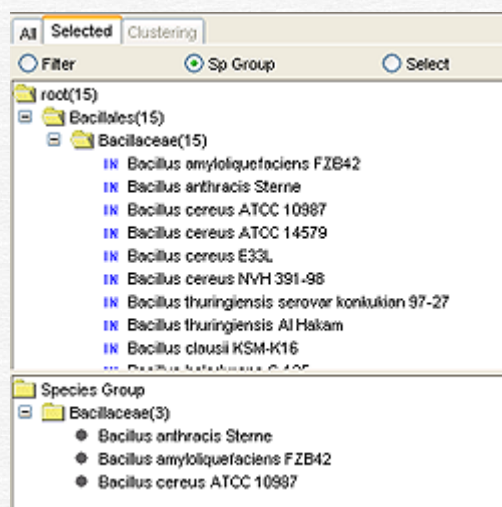 All Selected Clustering
Filter Sp Group Select
root(15)
Bacillales(15)
Bacillaceae(15)
IN Bacillus amyloliquefaciens FZB42
IN Bacillus anthracis Sterne
IN Bacillus cereus ATCC 10987
IN Bacillus cereus ATCC 14579
IN Bacillus cereus E33L
IN Bacillus cereus NVH 391-98
IN Bacillus thuringiensis serovar konkukian 97-27
IN Bacillus thuringiensis Al Hakam
IN Bacillus clausii KSM-K16
Bacillus
Species Group
Bacillaceae(3)
Bacillus anthracis Sterne
Bacillus amyloliquefaciens FZB42
Bacillus cereus ATCC 10987